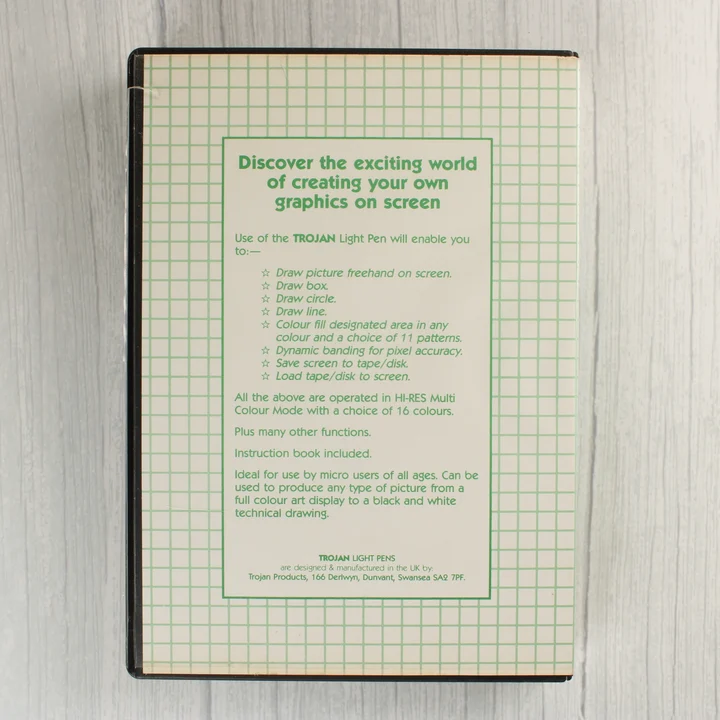 Discover the exciting world
of creating your own
graphics on screen
Use of the TROJAN Light Pen will enable you
to:—
☆ Draw picture freehand on screen.
☆ Draw box.
☆ Draw circle.
☆ Draw line.
☆ Colour fill designated area in any
colour and a choice of 11 patterns.
☆ Dynamic banding for pixel accuracy.
☆ Save screen to tape/disk.
☆ Load tape/disk to screen.
All the above are operated in HI-RES Multi
Colour Mode with a choice of 16 colours.
Plus many other functions.
Instruction book included.
Ideal for use by micro users of all ages. Can be
used to produce any type of picture from a
full colour art display to a black and white
technical drawing.
TROJAN LIGHT PENS
are designed & manufactured in the UK by:
Trojan Products, 166 Derlwyn, Dunvant, Swansea SA2 7PF.